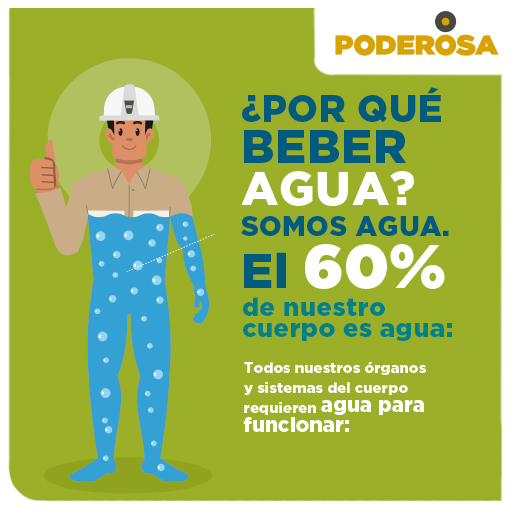 PODEROSA
¿POR QUÉ
BEBER
AGUA?
SOMOS AGUA.
El 60%
de nuestro
cuerpo es agua:
Todos nuestros órganos
y sistemas del cuerpo
requieren agua para
funcionar: